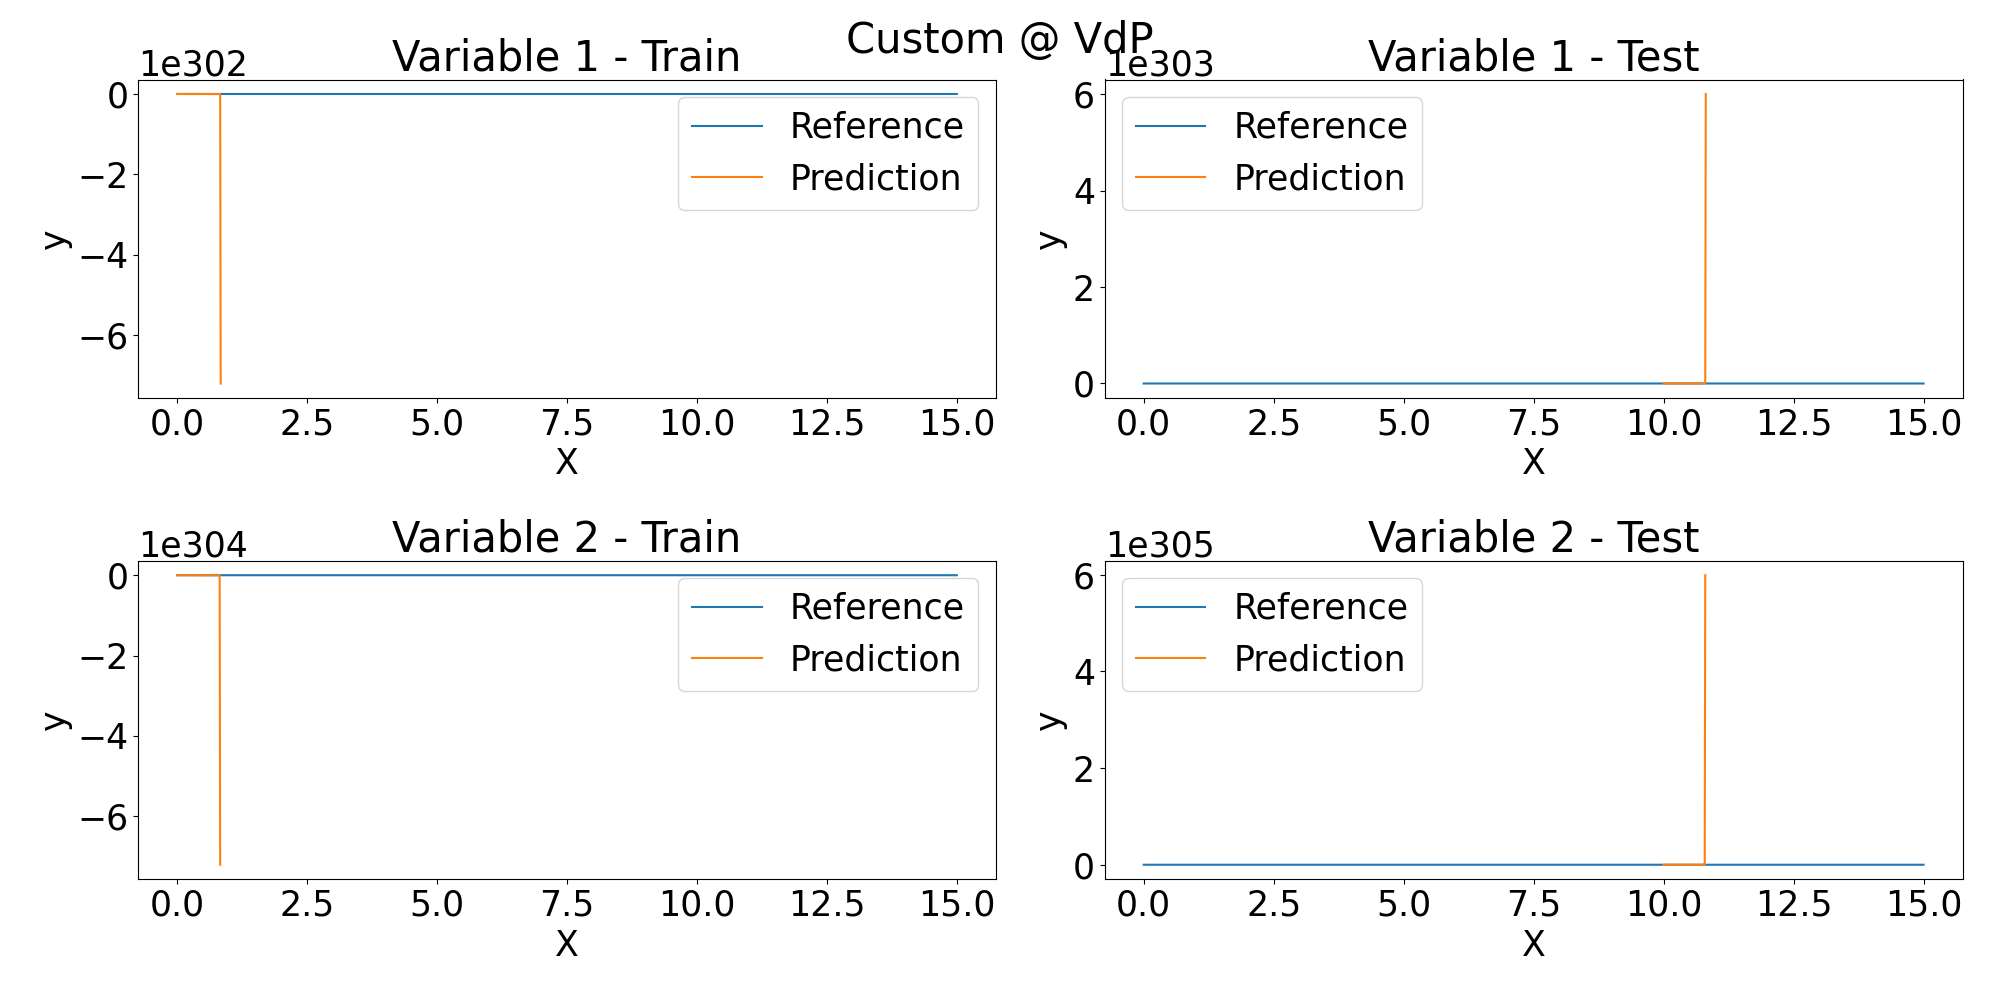 Custom @ VdP
Variable 1 - Train
1e302
0
−2
−4
−6
y
Reference
Prediction
0.0 2.5 5.0 7.5 10.0 12.5 15.0
X
Variable 1 - Test
1e303
6
4
2
0
y
Reference
Prediction
0.0 2.5 5.0 7.5 10.0 12.5 15.0
X
Variable 2 - Train
1e304
0
−2
−4
−6
y
Reference
Prediction
0.0 2.5 5.0 7.5 10.0 12.5 15.0
X
Variable 2 - Test
1e305
6
4
2
0
y
Reference
Prediction
0.0 2.5 5.0 7.5 10.0 12.5 15.0
X